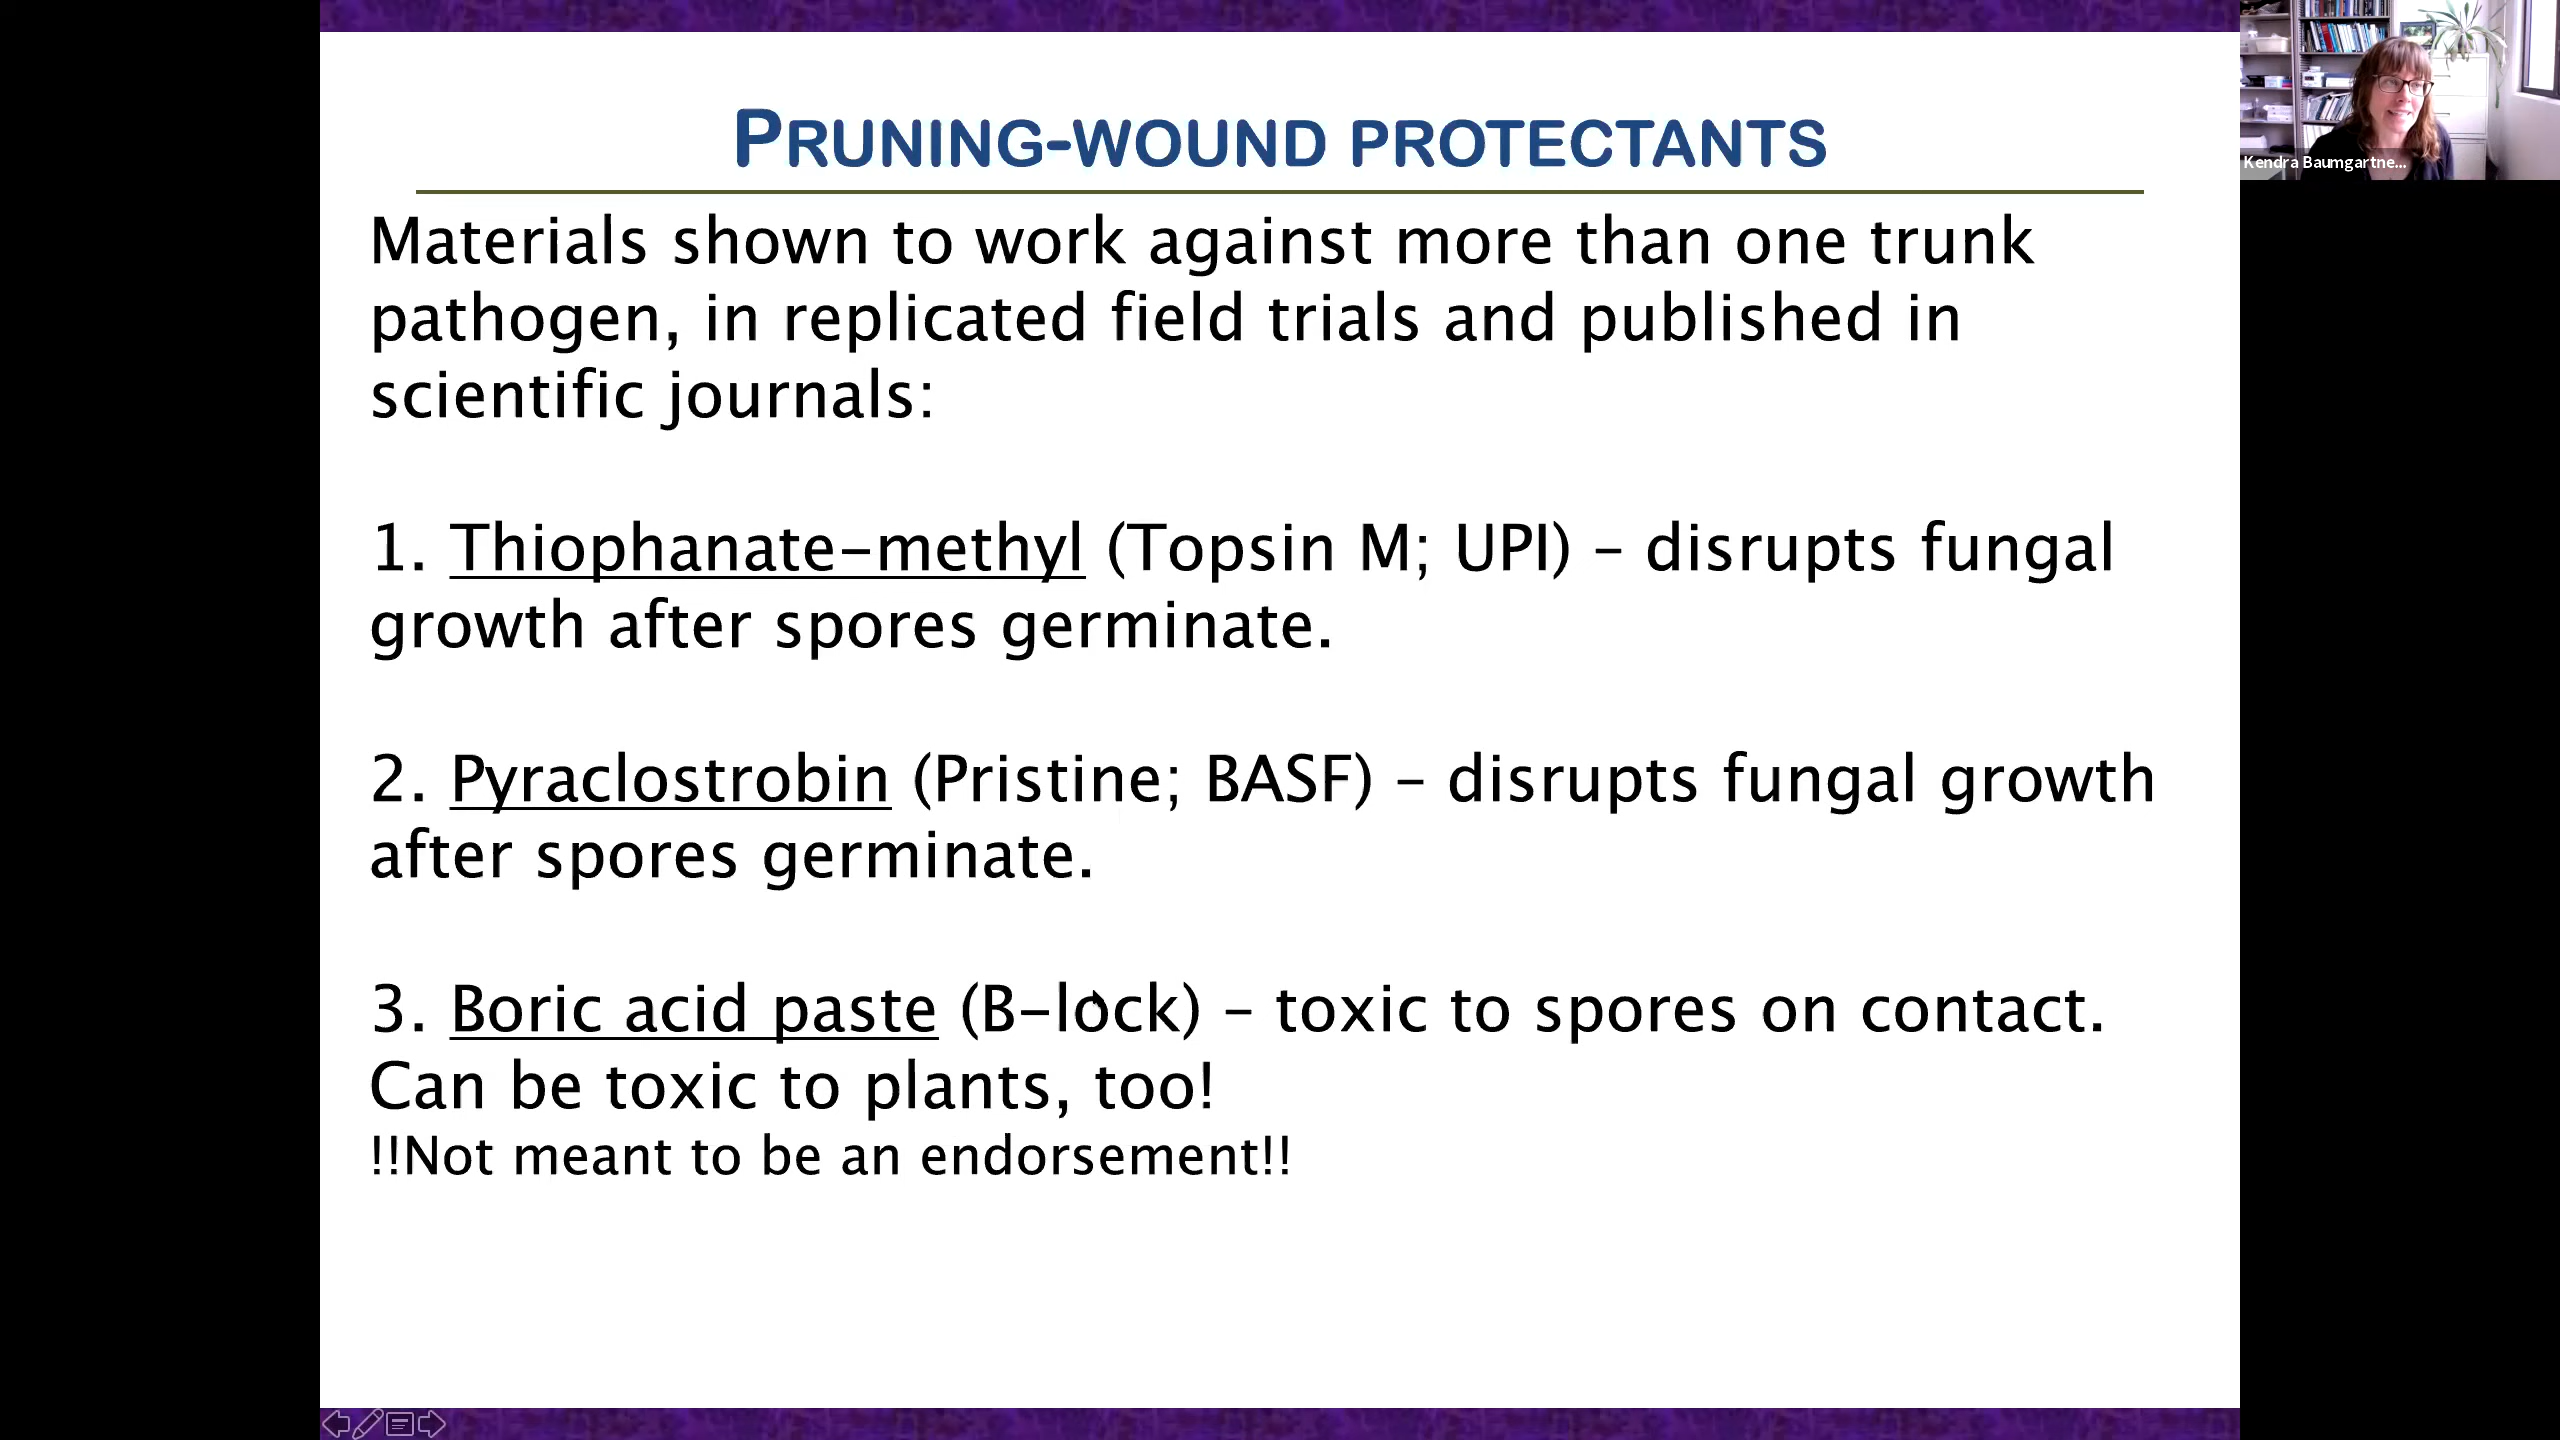 PRUNING-WOUND PROTECTANTS
Materials shown to work against more than one trunk
pathogen, in replicated field trials and published in
scientific journals:
1. Thiophanate-methyl (Topsin M; UPI) – disrupts fungal
growth after spores germinate.
2. Pyraclostrobin (Pristine; BASF) – disrupts fungal growth
after spores germinate.
3. Boric acid paste (B-lock) – toxic to spores on contact.
Can be toxic to plants, too!
!!Not meant to be an endorsement!!
Kendra Baumgartne...